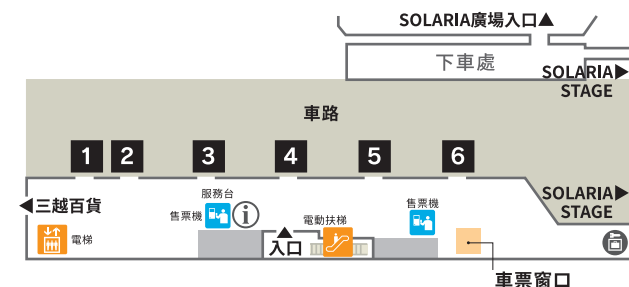 SOLARIA廣場入口▲
下車處
SOLARIA▶
STAGE
車路
1 2 3 4 5 6
服務台
售票機
i
◀三越百貨
電梯
▲
入口
電動扶梯
售票機
SOLARIA▶
STAGE
車票窗口